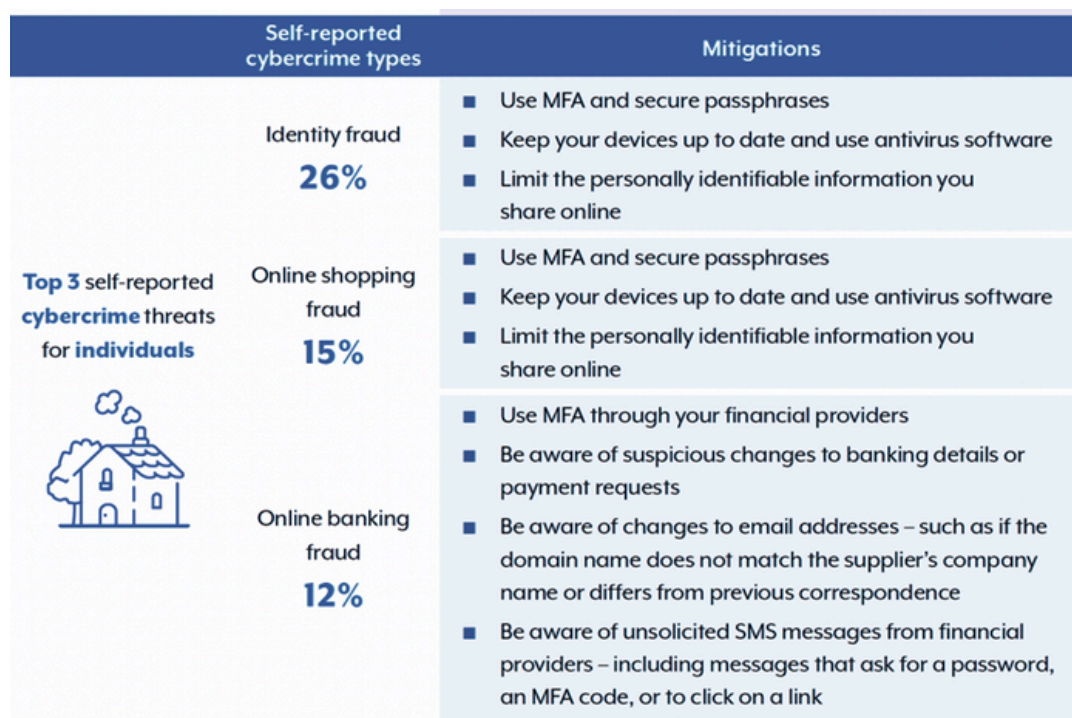 Self-reported
cybercrime types
Mitigations
Top 3 self-reported
cybercrime threats
for individuals
Identity fraud
26%
■ Use MFA and secure passphrases
■ Keep your devices up to date and use antivirus software
■ Limit the personally identifiable information you
share online
Online shopping
fraud
15%
■ Use MFA and secure passphrases
■ Keep your devices up to date and use antivirus software
■ Limit the personally identifiable information you
share online
Online banking
fraud
12%
■ Use MFA through your financial providers
■ Be aware of suspicious changes to banking details or
payment requests
■ Be aware of changes to email addresses – such as if the
domain name does not match the supplier’s company
name or differs from previous correspondence
■ Be aware of unsolicited SMS messages from financial
providers – including messages that ask for a password,
an MFA code, or to click on a link